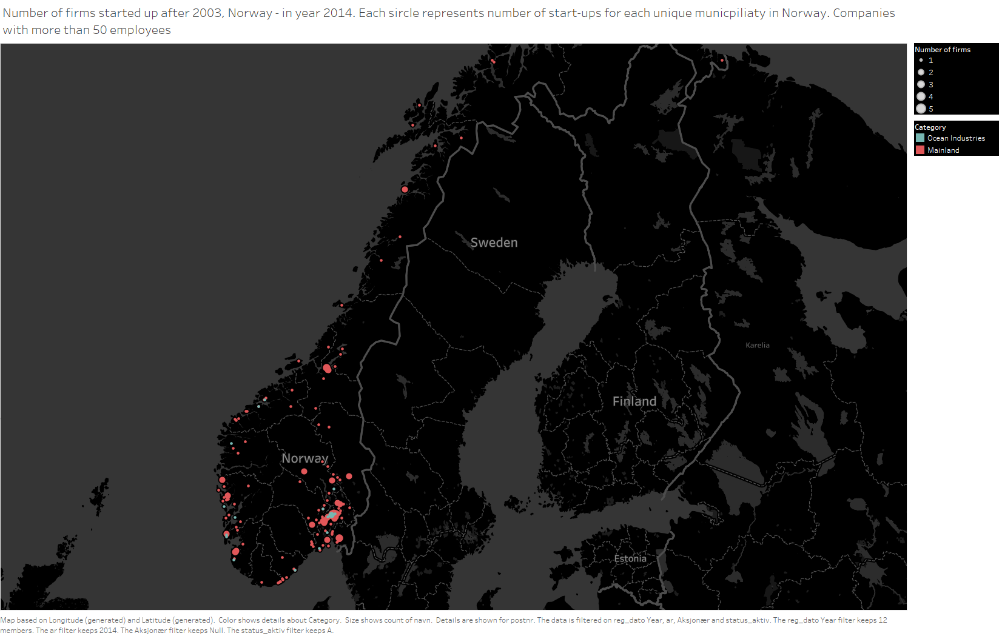 Number of firms started up after 2003, Norway - in year 2014. Each sircle represents number of start-ups for each unique municpiliaty in Norway. Companies
with more than 50 employees
Number of firms
1
2
3
4
5
Category
Ocean Industries
Mainland
Sweden
Karelia
Finland
Norway
Estonia
Map based on Longitude (generated) and Latitude (generated).  Color shows details about Category.  Size shows count of navn.  Details are shown for postnr. The data is filtered on reg_dato Year, ar, Aksjonær and status_aktiv. The reg_dato Year filter keeps 12
members. The ar filter keeps 2014. The Aksjonær filter keeps Null. The status_aktiv filter keeps A.